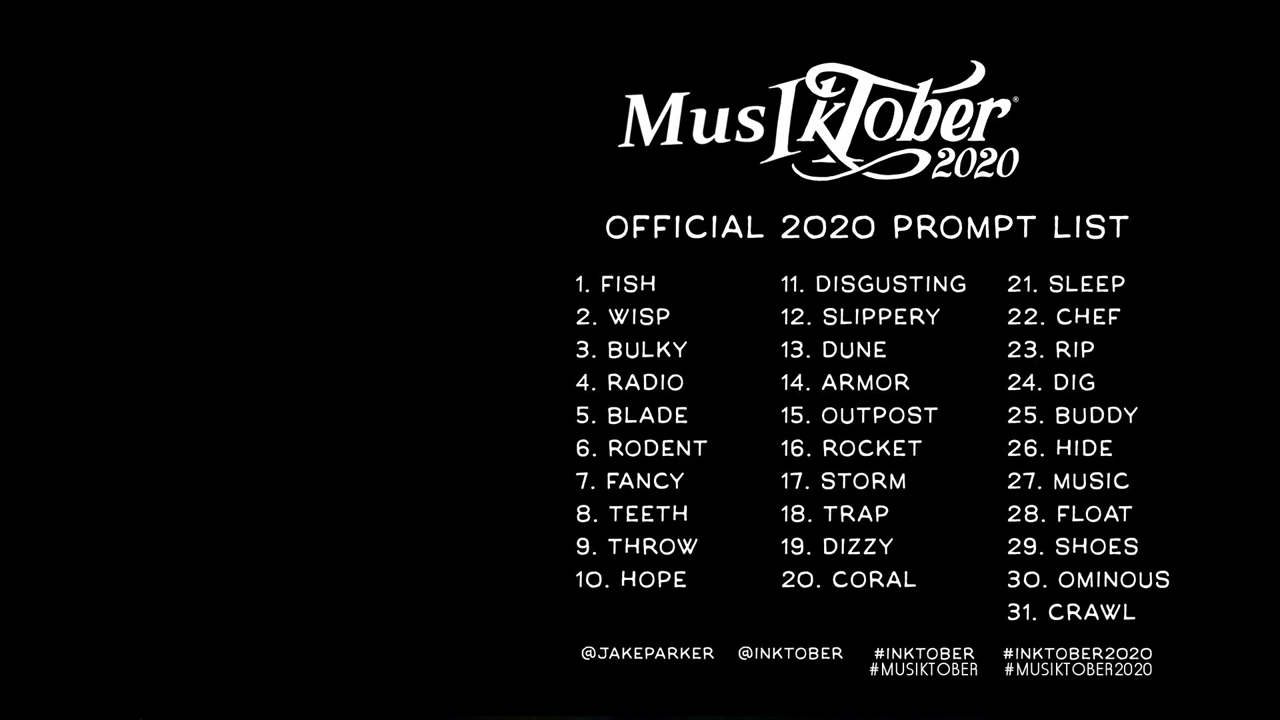 MusIkTober®
2020
OFFICIAL 2020 PROMPT LIST
1. FISH
2. WISP
3. BULKY
4. RADIO
5. BLADE
6. RODENT
7. FANCY
8. TEETH
9. THROW
10. HOPE
11. DISGUSTING
12. SLIPPERY
13. DUNE
14. ARMOR
15. OUTPOST
16. ROCKET
17. STORM
18. TRAP
19. DIZZY
20. CORAL
21. SLEEP
22. CHEF
23. RIP
24. DIG
25. BUDDY
26. HIDE
27. MUSIC
28. FLOAT
29. SHOES
30. OMINOUS
31. CRAWL
@JAKEPARKER @INKTOBER #INKTOBER #INKTOBER2020
#MUSIKTOBER #MUSIKTOBER2020